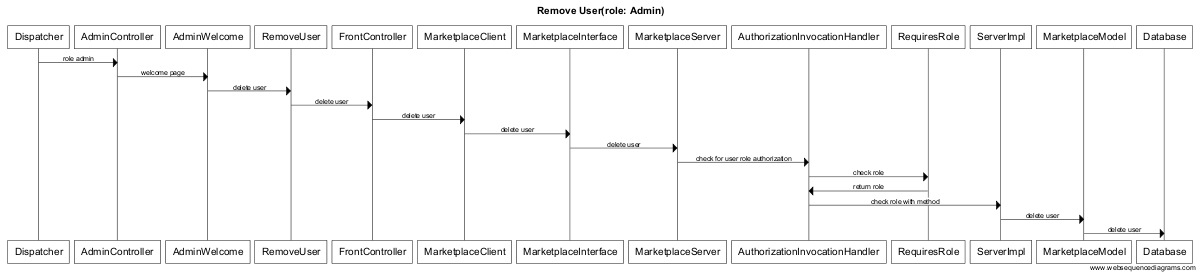 Remove User(role: Admin)
Dispatcher AdminController AdminWelcome RemoveUser FrontController MarketplaceClient MarketplaceInterface MarketplaceServer AuthorizationInvocationHandler RequiresRole ServerImpl MarketplaceModel Database
role admin
welcome page
delete user
delete user
delete user
delete user
delete user
check for user role authorization
check role
return role
check role with method
delete user
delete user
Dispatcher AdminController AdminWelcome RemoveUser FrontController MarketplaceClient MarketplaceInterface MarketplaceServer AuthorizationInvocationHandler RequiresRole ServerImpl MarketplaceModel Database
www.websequencediagrams.com